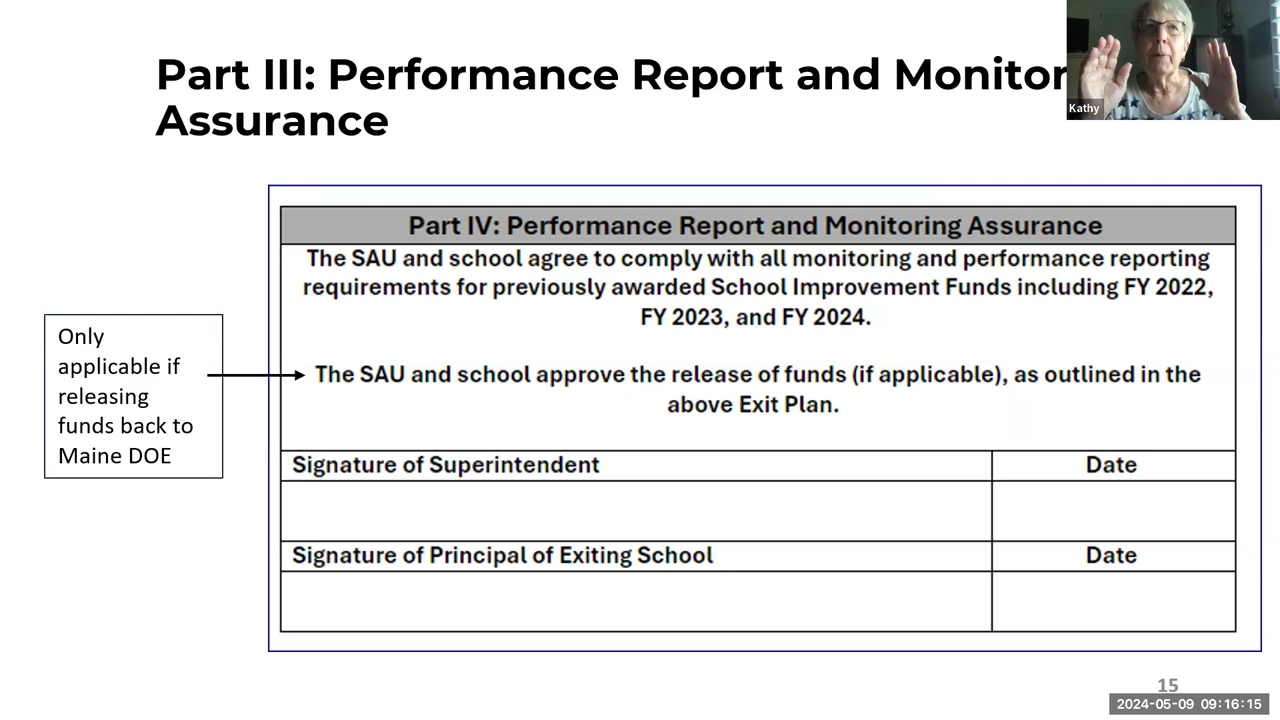 Part III: Performance Report and Monitor
Assurance
Kathy
Part IV: Performance Report and Monitoring Assurance
The SAU and school agree to comply with all monitoring and performance reporting
requirements for previously awarded School Improvement Funds including FY 2022,
FY 2023, and FY 2024.
Only
applicable if
releasing
funds back to
Maine DOE
The SAU and school approve the release of funds (if applicable), as outlined in the
above Exit Plan.
Signature of Superintendent Date
Signature of Principal of Exiting School Date
15
2024-05-09 09:16:15